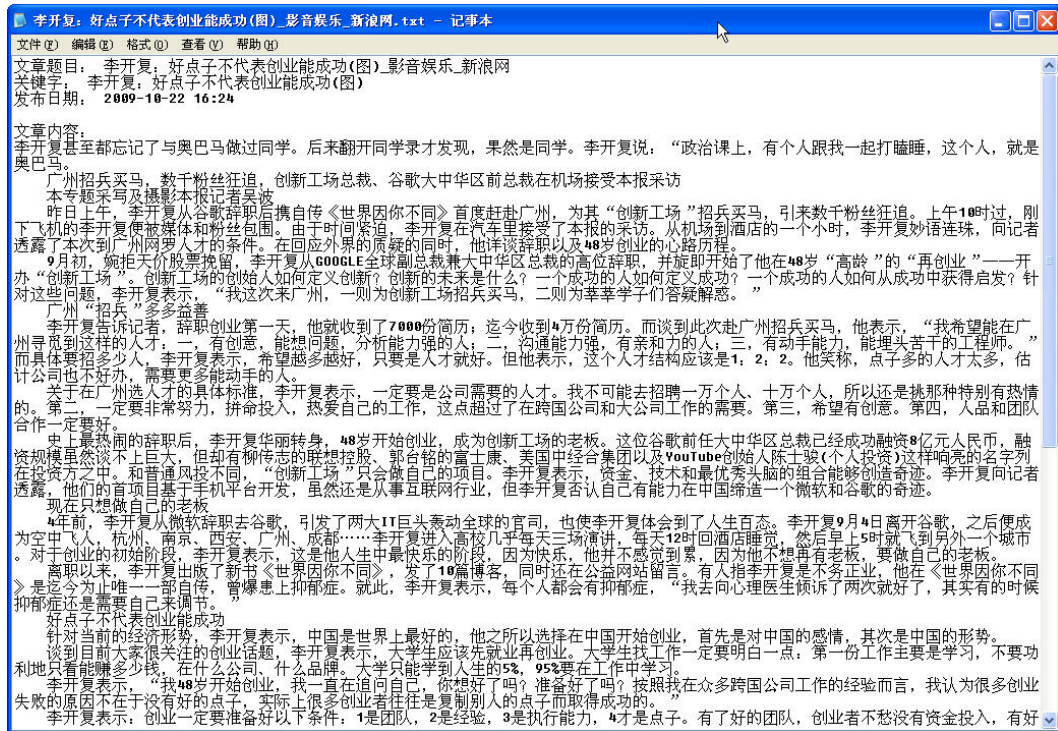 李开复：好点子不代表创业能成功(图)_影音娱乐_新浪网.txt - 记事本
文件(F) 编辑(E) 格式(O) 查看(V) 帮助(H)
文章题目： 李开复：好点子不代表创业能成功(图)_影音娱乐_新浪网
关键字： 李开复：好点子不代表创业能成功(图)
发布日期： 2009-10-22 16:24
文章内容：
李开复甚至都忘记了与奥巴马做过同学。后来翻开同学录才发现，果然是同学。李开复说：“政治课上，有个人跟我一起打瞌睡，这个人，就是
奥巴马。
广州招兵买马，数千粉丝狂追，创新工场总裁、谷歌大中华区前总裁在机场接受本报采访
本专题采写及摄影本报记者吴波
昨日上午，李开复从谷歌辞职后携自传《世界因你不同》首度赶赴广州，为其“创新工场”招兵买马，引来数千粉丝狂追。上午10时过，刚
下飞机的李开复便被媒体和粉丝包围。由于时间紧迫，李开复在汽车里接受了本报的采访。从机场到酒店的一个小时，李开复妙语连珠，向记者
透露了本次到广州网罗人才的条件。在回应外界的质疑的同时，他详谈辞职以及48岁创业的心路历程。
9月初，婉拒天价股票挽留，李开复从GOOGLE全球副总裁兼大中华区总裁的高位辞职，并旋即开始了他在48岁“高龄”的“再创业”——开
办“创新工场”。创新工场的创始人如何定义创新？创新的未来是什么？一个成功的人如何定义成功？一个成功的人如何从成功中获得启发？针
对这些问题，李开复表示，“我这次来广州，一则为创新工场招兵买马，二则为莘莘学子们答疑解惑。”
广州“招兵”多多益善
李开复告诉记者，辞职创业第一天，他就收到了7000份简历；迄今收到4万份简历。而谈到此次赴广州招兵买马，他表示，“我希望能在广
州寻觅到这样的人才：一，有创意，能想问题，分析能力强的人；二，沟通能力强，有亲和力的人；三，有动手能力，能埋头苦干的工程师。”
而具体要招多少人，李开复表示，希望越多越好，只要是人才就好。但他表示，这个人才结构应该是1：2：2。他笑称，点子多的人才太多，估
计公司也不好办，需要更多能动手的人。
关于在广州选人才的具体标准，李开复表示，一定要是公司需要的人才。我不可能去招聘一万个人、十万个人，所以还是挑那种特别有热情
的。第二，一定要非常努力，拼命投入，热爱自己的工作，这点超过了在跨国公司和大公司工作的需要。第三，希望有创意。第四，人品和团队
合作一定要好。
史上最热闹的辞职后，李开复华丽转身，48岁开始创业，成为创新工场的老板。这位谷歌前任大中华区总裁已经成功融资8亿元人民币，融
资规模虽然谈不上巨大，但却有柳传志的联想控股、郭台铭的富士康、美国中经合集团以及YouTube创始人陈士骏(个人投资)这样响亮的名字列
在投资方之中。和普通风投不同，“创新工场”只会做自己的项目。李开复表示，资金、技术和最优秀头脑的组合能够创造奇迹。李开复向记者
透露，他们的首项目基于手机平台开发，虽然还是从事互联网行业，但李开复否认自己有能力在中国缔造一个微软和谷歌的奇迹。
现在只想做自己的老板
4年前，李开复从微软辞职去谷歌，引发了两大IT巨头轰动全球的官司，也使李开复体会到了人生百态。李开复9月4日离开谷歌，之后便成
为空中飞人，杭州、南京、西安、广州、成都……李开复进入高校几乎每天三场演讲，每天12时回酒店睡觉，然后早上5时就飞到另外一个城市
。对于创业的初始阶段，李开复表示，这是他人生中最快乐的阶段，因为快乐，他并不感觉到累，因为他不想再有老板，要做自己的老板。
离职以来，李开复出版了新书《世界因你不同》，发了10篇博客，同时还在公益网站留言。有人指李开复是不务正业，他在《世界因你不同
》是迄今为止唯一一部自传，曾爆患上抑郁症。就此，李开复表示，每个人都会有抑郁症，“我去向心理医生倾诉了两次就好了，其实有的时候
抑郁症还是需要自己来调节。”
好点子不代表创业能成功
针对当前的经济形势，李开复表示，中国是世界上最好的，他之所以选择在中国开始创业，首先是对中国的感情，其次是中国的形势。
谈到目前大家很关注的创业话题，李开复表示，大学生应该先就业再创业。大学生找工作一定要明白一点：第一份工作主要是学习，不要功
利地只看能赚多少钱，在什么公司、什么品牌。大学只能学到人生的5%，95%要在工作中学习。
李开复表示，“我48岁开始创业，我一直在追问自己，你想好了吗？准备好了吗？按照我在众多跨国公司工作的经验而言，我认为很多创业
失败的原因不在于没有好的点子，实际上很多创业者往往是复制别人的点子而取得成功的。”
李开复表示：创业一定要准备好以下条件：1是团队，2是经验，3是执行能力，4才是点子。有了好的团队，创业者不愁没有资金投入，有好